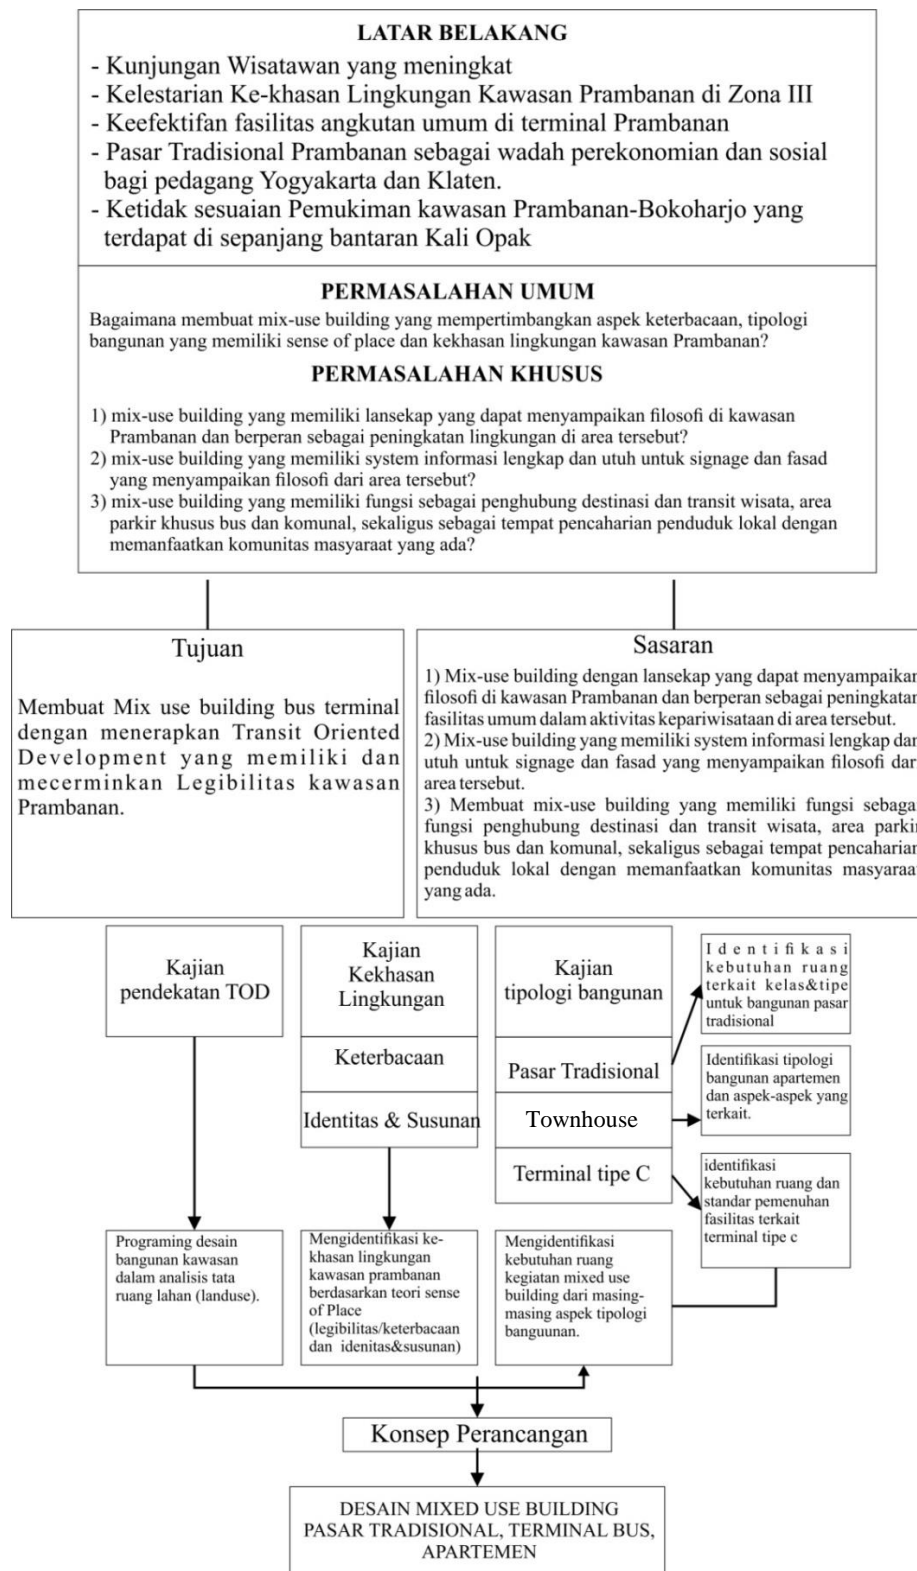 LATAR BELAKANG
- Kunjungan Wisatawan yang meningkat
- Kelestarian Ke-khasan Lingkungan Kawasan Prambanan di Zona III
- Keefektifan fasilitas angkutan umum di terminal Prambanan
- Pasar Tradisional Prambanan sebagai wadah perekonomian dan sosial
bagi pedagang Yogyakarta dan Klaten.
- Ketidak sesuaian Pemukiman kawasan Prambanan-Bokoharjo yang
terdapat di sepanjang bantaran Kali Opak
PERMASALAHAN UMUM
Bagaimana membuat mix-use building yang mempertimbangkan aspek keterbacaan, tipologi
bangunan yang memiliki sense of place dan kekhasan lingkungan kawasan Prambanan?
PERMASALAHAN KHUSUS
1) mix-use building yang memiliki lansekap yang dapat menyampaikan filosofi di kawasan
Prambanan dan berperan sebagai peningkatan lingkungan di area tersebut?
2) mix-use building yang memiliki system informasi lengkap dan utuh untuk signage dan fasad
yang menyampaikan filosofi dari area tersebut?
3) mix-use building yang memiliki fungsi sebagai penghubung destinasi dan transit wisata, area
parkir khusus bus dan komunal, sekaligus sebagai tempat pencaharian penduduk lokal dengan
memanfaatkan komunitas masyaraat yang ada?
Tujuan
Membuat Mix use building bus terminal
dengan menerapkan Transit Oriented
Development yang memiliki dan
mecerminkan Legibilitas kawasan
Prambanan.
Sasaran
1) Mix-use building dengan lansekap yang dapat menyampaikan
filosofi di kawasan Prambanan dan berperan sebagai peningkatan
fasilitas umum dalam aktivitas kepariwisataan di area tersebut.
2) Mix-use building yang memiliki system informasi lengkap dan
utuh untuk signage dan fasad yang menyampaikan filosofi dari
area tersebut.
3) Membuat mix-use building yang memiliki fungsi sebagai
fungsi penghubung destinasi dan transit wisata, area parkir
khusus bus dan komunal, sekaligus sebagai tempat pencaharian
penduduk lokal dengan memanfaatkan komunitas masyaraat
yang ada.
Kajian
pendekatan TOD
Kajian
Kekhasan
Lingkungan
Keterbacaan
Identitas & Susunan
Kajian
tipologi bangunan
Pasar Tradisional
Townhouse
Terminal tipe C
Identifikasi
kebutuhan ruang
terkait kelas&tipe
untuk bangunan pasar
tradisional
Identifikasi tipologi
bangunan apartemen
dan aspek-aspek yang
terkait.
identifikasi
kebutuhan ruang dan
standar pemenuhan
fasilitas terkait
terminal tipe c
Programing desain
bangunan kawasan
dalam analisis tata
ruang lahan (landuse).
Mengidentifikasi ke-
khasan lingkungan
kawasan prambanan
berdasarkan teori sense
of Place
(legibilitas/keterbacaan
dan idenitas&susunan)
Mengidentifikasi
kebutuhan ruang
kegiatan mixed use
building dari masing-
masing aspek tipologi
banguunan.
Konsep Perancangan
DESAIN MIXED USE BUILDING
PASAR TRADISIONAL, TERMINAL BUS,
APARTEMEN